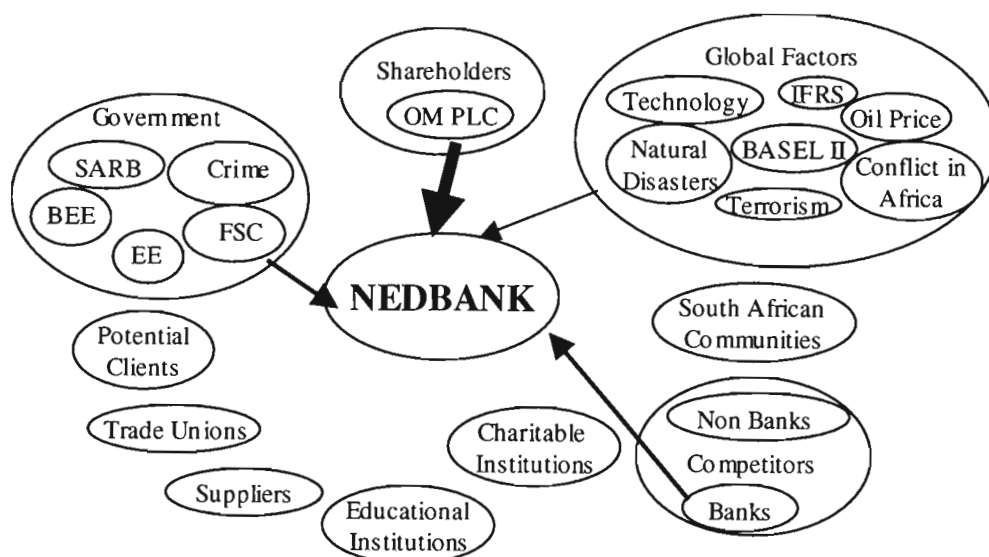 Shareholders
OM PLC
Global Factors
Technology
IFRS
Oil Price
Natural
Disasters
BASEL II
Conflict in
Africa
Terrorism
Government
SARB
Crime
BEE
FSC
EE
NEDBANK
South African
Communities
Potential
Clients
Trade Unions
Suppliers
Educational
Institutions
Charitable
Institutions
Non Banks
Competitors
Banks